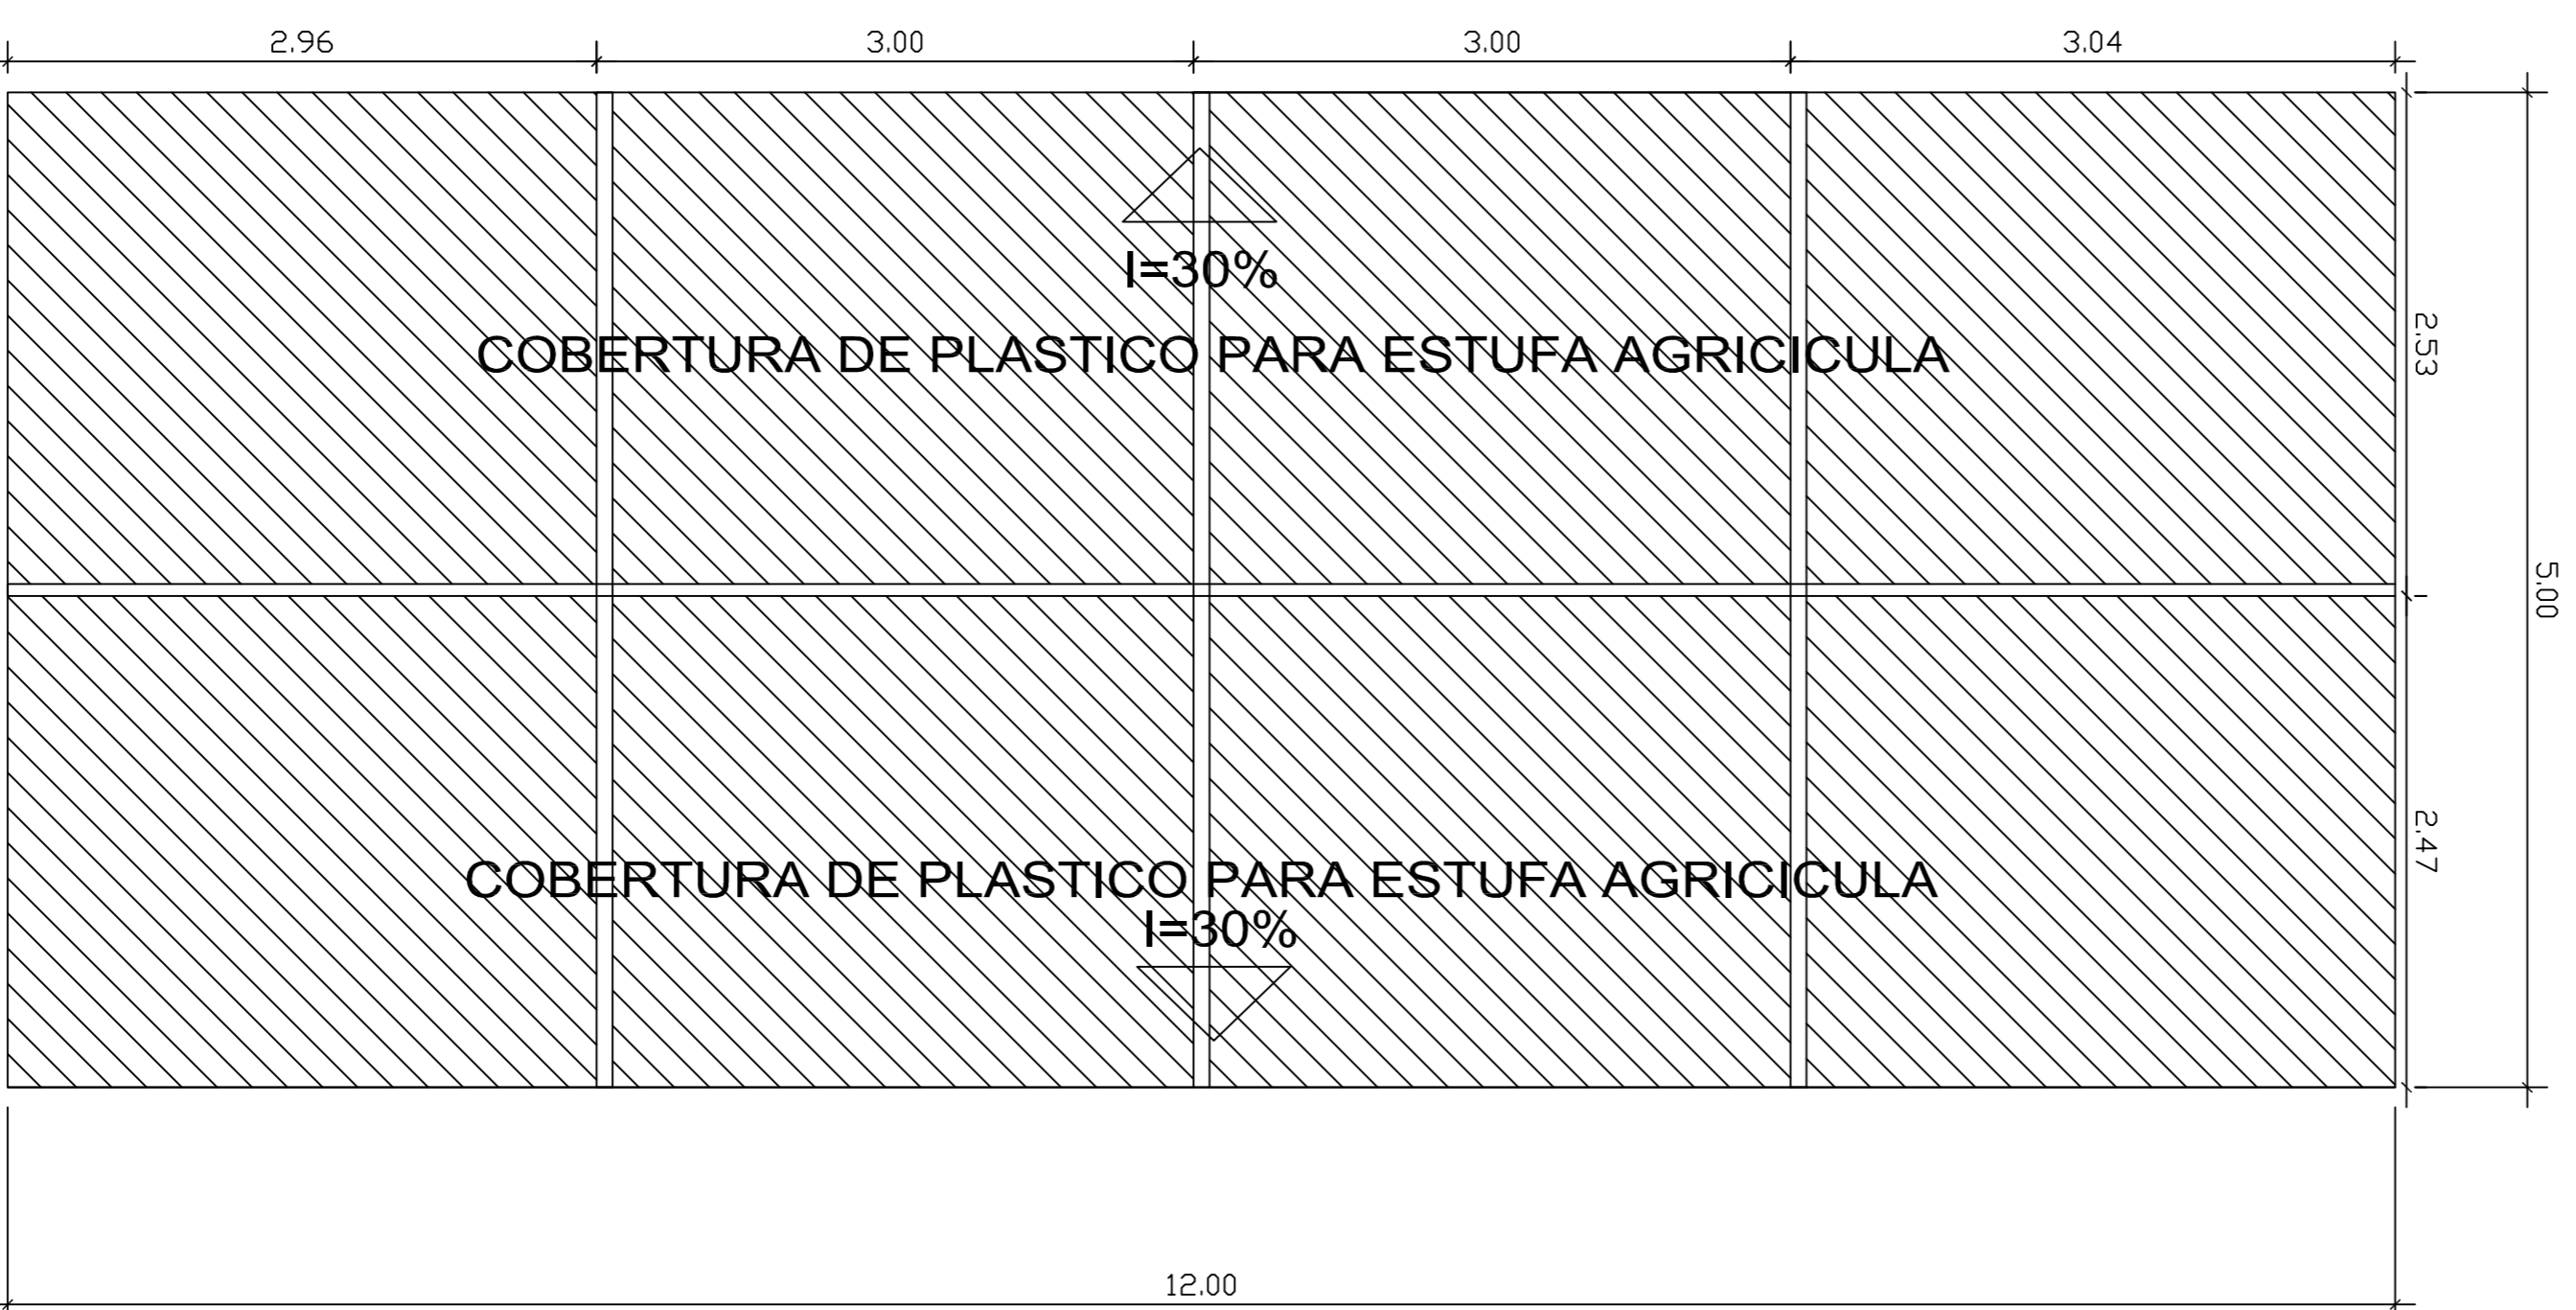 2.96 3.00 3.00 3.04
I=30%
2.53
COBERTURA DE PLASTICO PARA ESTUFA AGRICICULA
5.00
2.47
COBERTURA DE PLASTICO PARA ESTUFA AGRICICULA
I=30%
12.00